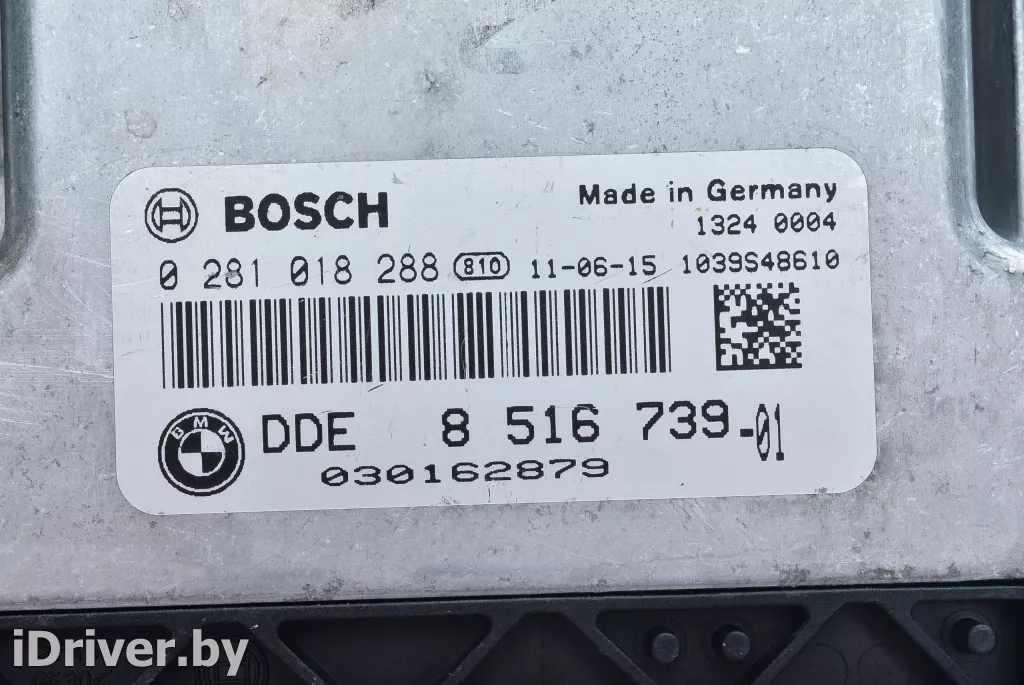 BOSCH
Made in Germany
1324 0004
0 281 018 288 810 11-06-15 1039S48610
BMW
DDE 8 516 739-01
030162879
iDriver.by